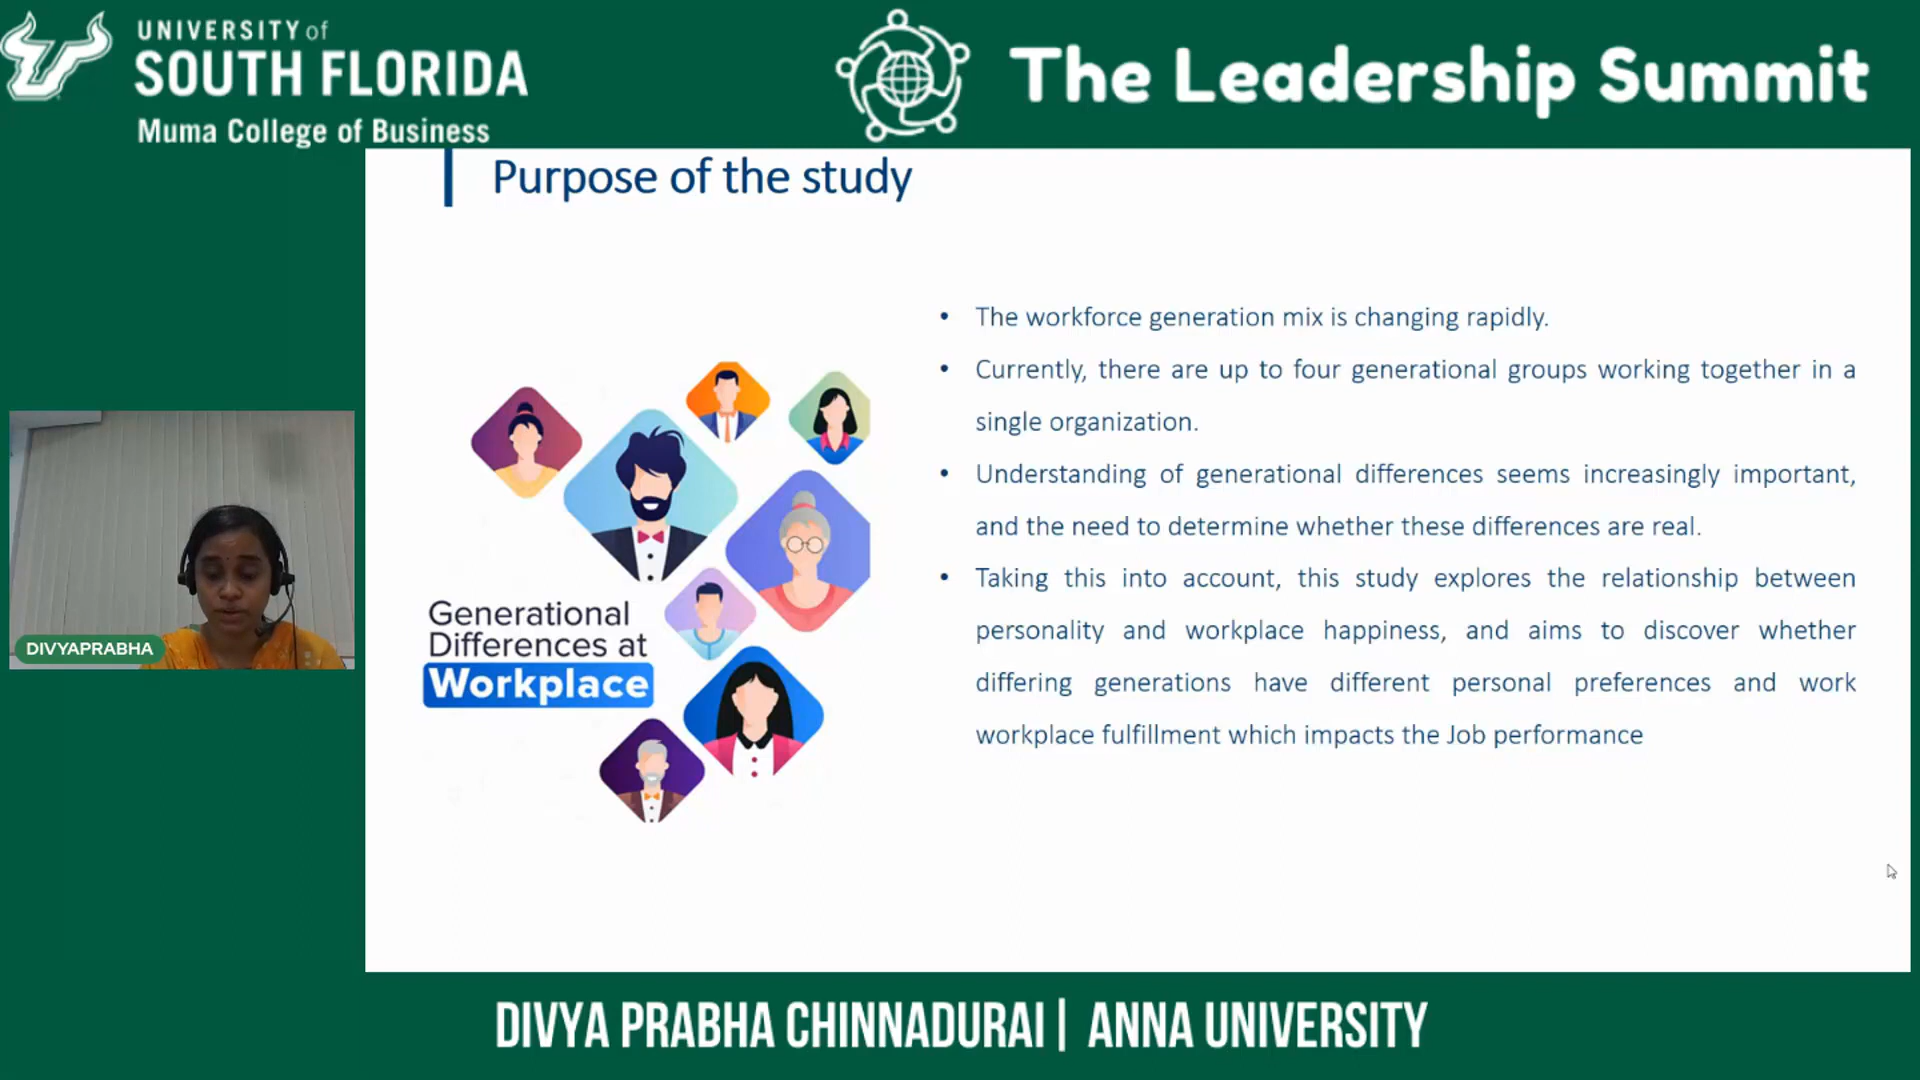 UNIVERSITY of
SOUTH FLORIDA
Muma College of Business
The Leadership Summit
Purpose of the study
• The workforce generation mix is changing rapidly.
• Currently, there are up to four generational groups working together in a
single organization.
• Understanding of generational differences seems increasingly important,
and the need to determine whether these differences are real.
• Taking this into account, this study explores the relationship between
personality and workplace happiness, and aims to discover whether
differing generations have different personal preferences and work
workplace fulfillment which impacts the Job performance
Generational
Differences at
Workplace
DIVYAPRABHA
DIVYA PRABHA CHINNADURAI | ANNA UNIVERSITY